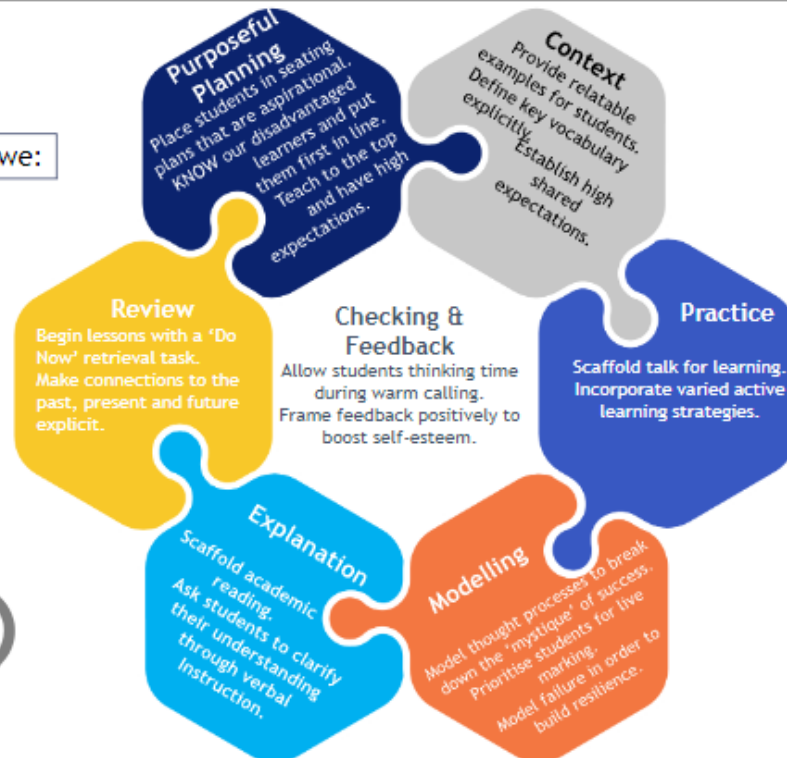 we:
Purposeful
Planning
Place students in seating
plans that are aspirational.
KNOW our disadvantaged
learners and put
them first in line.
Teach to the top
and have high
expectations.
Context
Provide relatable
examples for students.
Define key vocabulary
explicitly.
Establish high
shared
expectations.
Review
Begin lessons with a ‘Do
Now’ retrieval task.
Make connections to the
past, present and future
explicit.
Checking &
Feedback
Allow students thinking time
during warm calling.
Frame feedback positively to
boost self-esteem.
Practice
Scaffold talk for learning.
Incorporate varied active
learning strategies.
Explanation
Scaffold academic
reading.
Ask students to clarify
their understanding
through verbal
Instruction.
Modelling
Model thought processes to break
down the ‘mystique’ of success.
Prioritise students for live
marking.
Model failure in order to
build resilience.